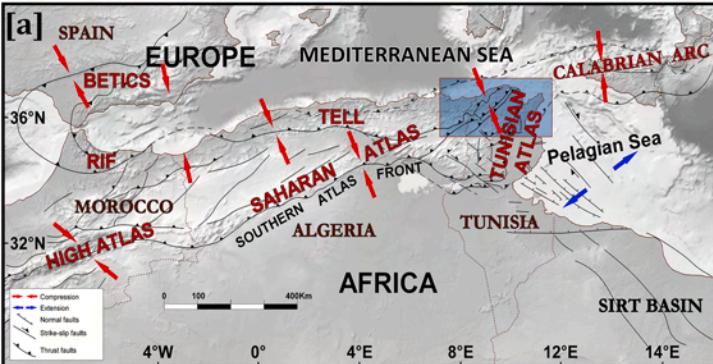 [a]
SPAIN
EUROPE
MEDITERRANEAN SEA
CALABRIAN ARC
BETICS
36°N
TELL
TUNISIAN
ATLAS
RIF
ATLAS
Pelagian Sea
SAHARAN
MOROCCO
SOUTHERN ATLAS FRONT
TUNISIA
ALGERIA
32°N
HIGH ATLAS
AFRICA
SIRT BASIN
Compression
Extension
Normal faults
Strike-slip faults
Thrust faults
0 100 400Km
4°W 0° 4°E 8°E 10°E 12°E 14°E